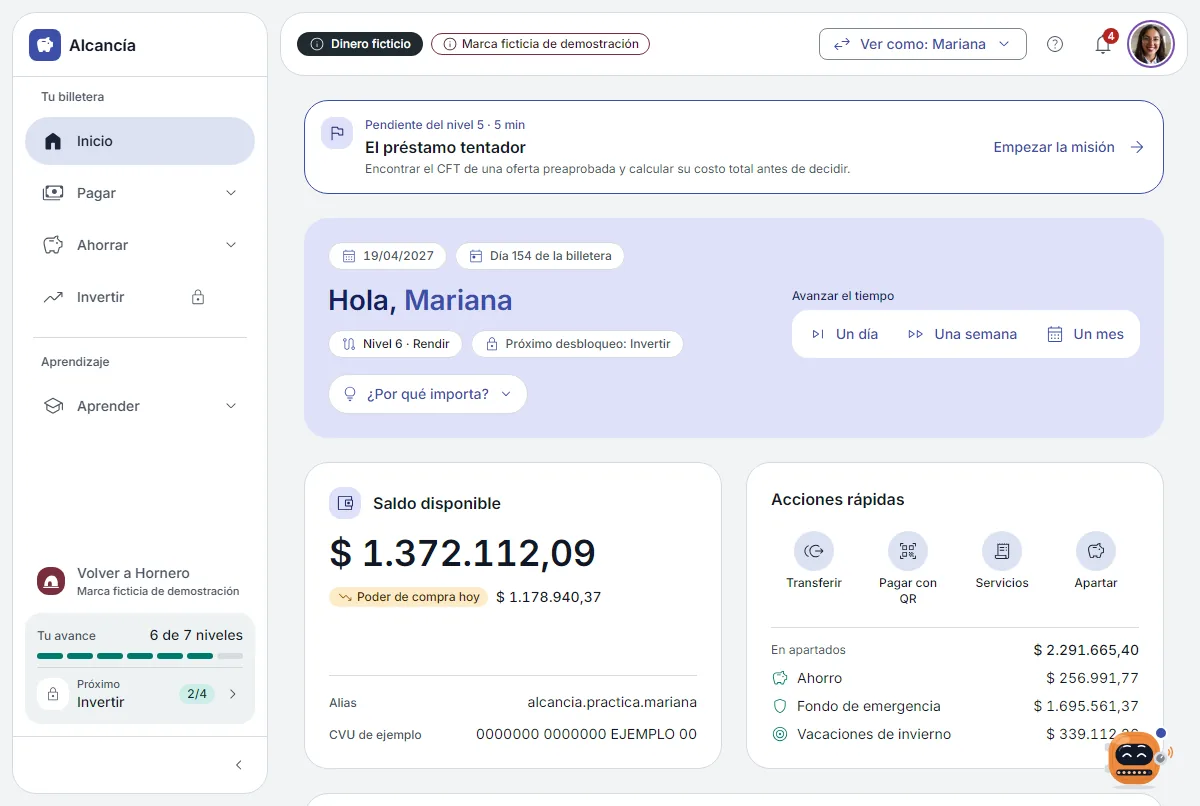 Alcancía
Tu billetera
Inicio
Pagar
Ahorrar
Invertir
Aprendizaje
Aprender
Volver a Hornero
Marca ficticia de demostración
Tu avance
6 de 7 niveles
Próximo
Invertir
2/4
Dinero ficticio
Marca ficticia de demostración
Ver como: Mariana
4
Pendiente del nivel 5 · 5 min
El préstamo tentador
Encontrar el CFT de una oferta preaprobada y calcular su costo total antes de decidir.
Empezar la misión
19/04/2027
Día 154 de la billetera
Hola, Mariana
Nivel 6 · Rendir
Próximo desbloqueo: Invertir
¿Por qué importa?
Avanzar el tiempo
Un día
Una semana
Un mes
Saldo disponible
$ 1.372.112,09
Poder de compra hoy
$ 1.178.940,37
Alias
alcancia.practica.mariana
CVU de ejemplo
0000000 0000000 EJEMPLO 00
Acciones rápidas
Transferir
Pagar con
QR
Servicios
Apartar
En apartados
$ 2.291.665,40
Ahorro
$ 256.991,77
Fondo de emergencia
$ 1.695.561,37
Vacaciones de invierno
$ 339.112